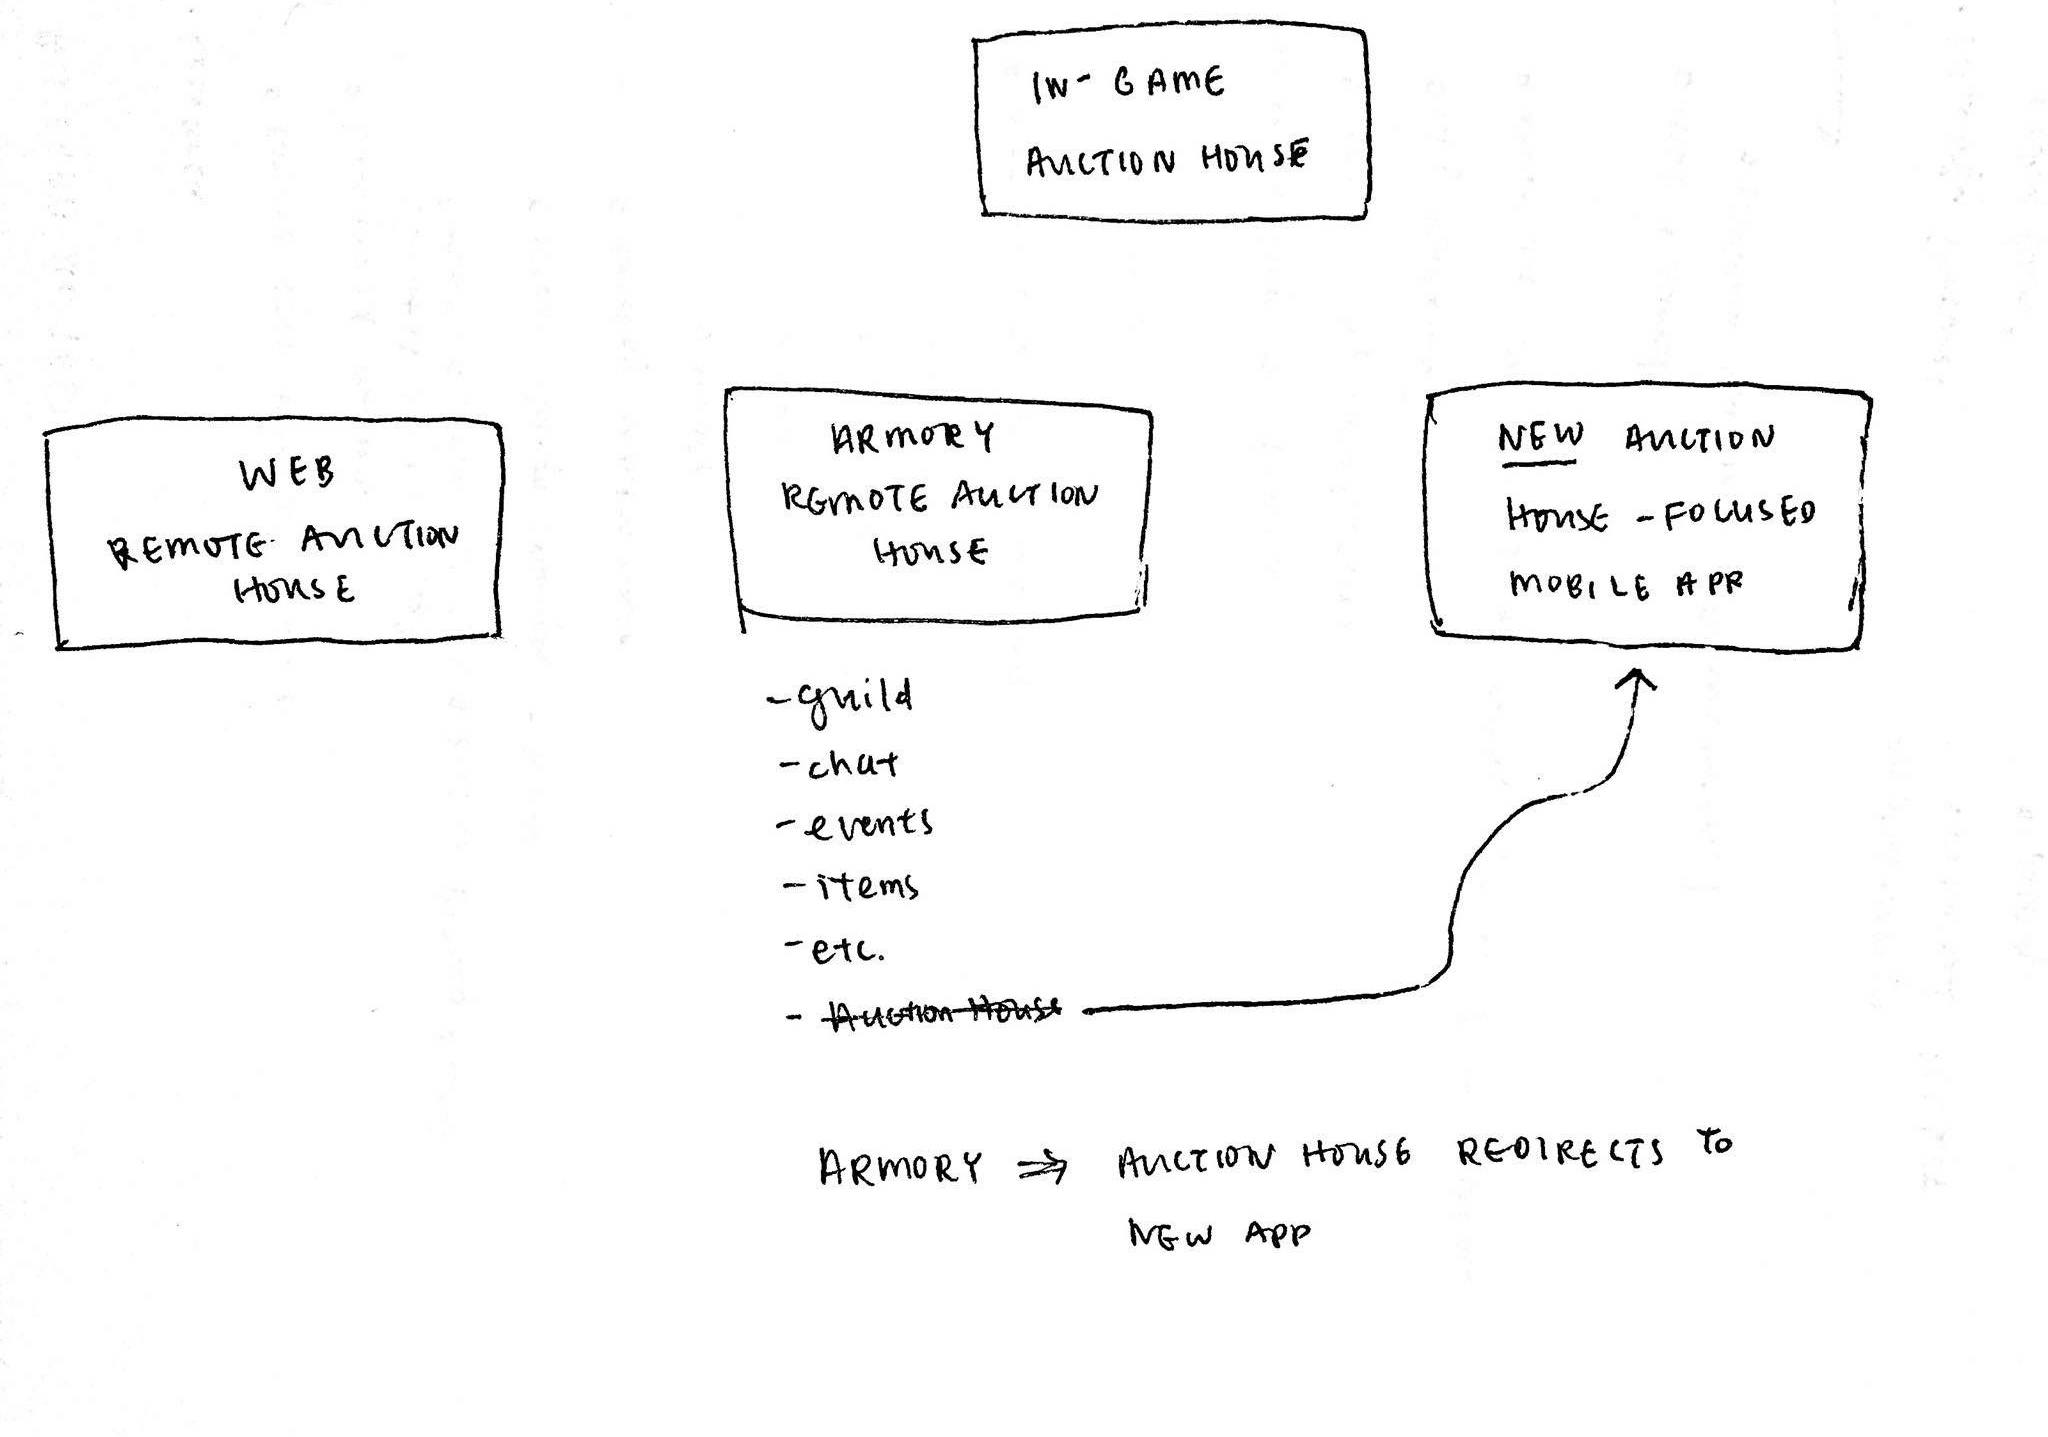 IN-GAME
AUCTION HOUSE
WEB
REMOTE AUCTION
HOUSE
ARMORY
REMOTE AUCTION
HOUSE
- guild
- chat
- events
- items
- etc.
- Auction House
NEW AUCTION
HOUSE-FOCUSED
MOBILE APP
ARMORY ⇒ AUCTION HOUSE REDIRECTS TO
NEW APP